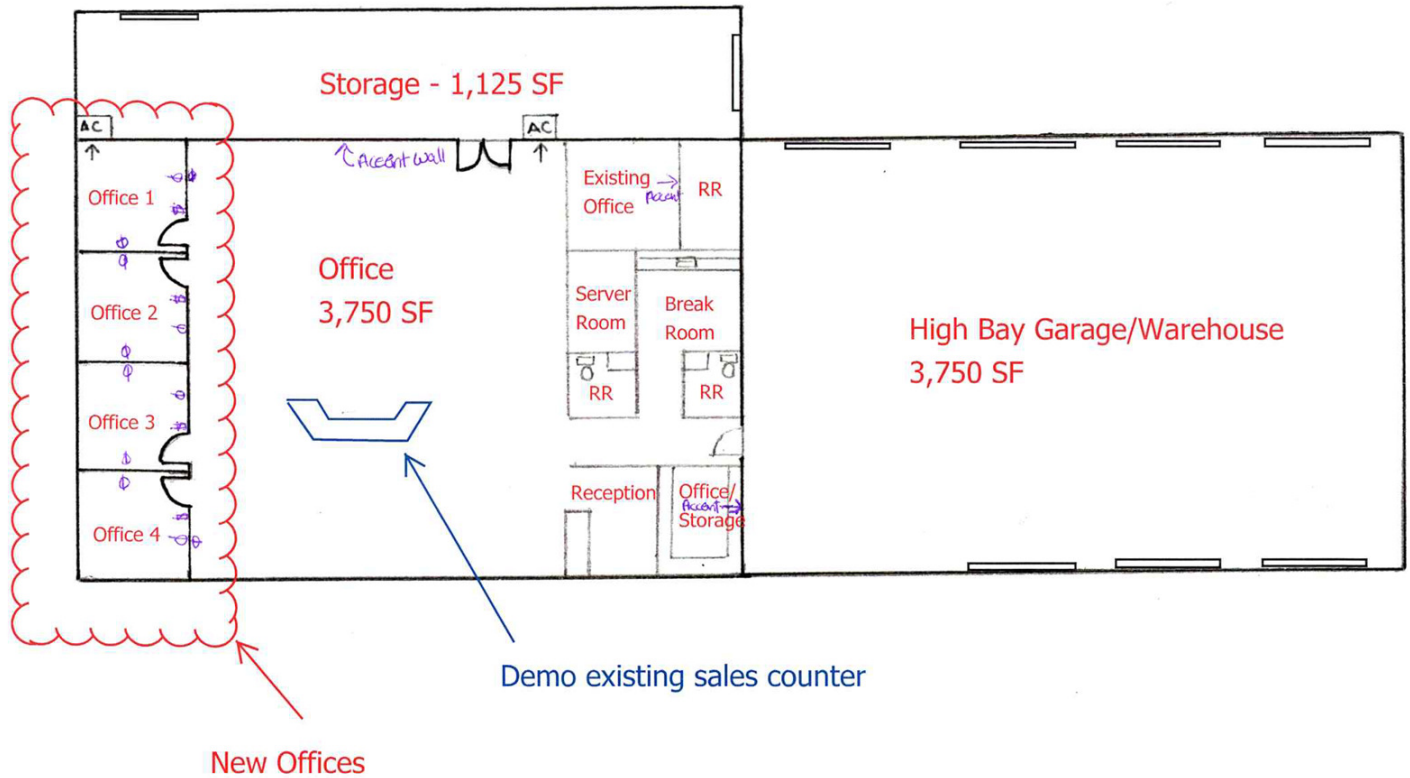 Storage - 1,125 SF
AC
AC
Accent Wall
Office 1
Existing
Office
Accent
RR
Office
3,750 SF
Office 2
Server
Room
Break
Room
High Bay Garage/Warehouse
3,750 SF
Office 3
RR
RR
Reception
Office/
Storage
Accent
Office 4
Demo existing sales counter
New Offices